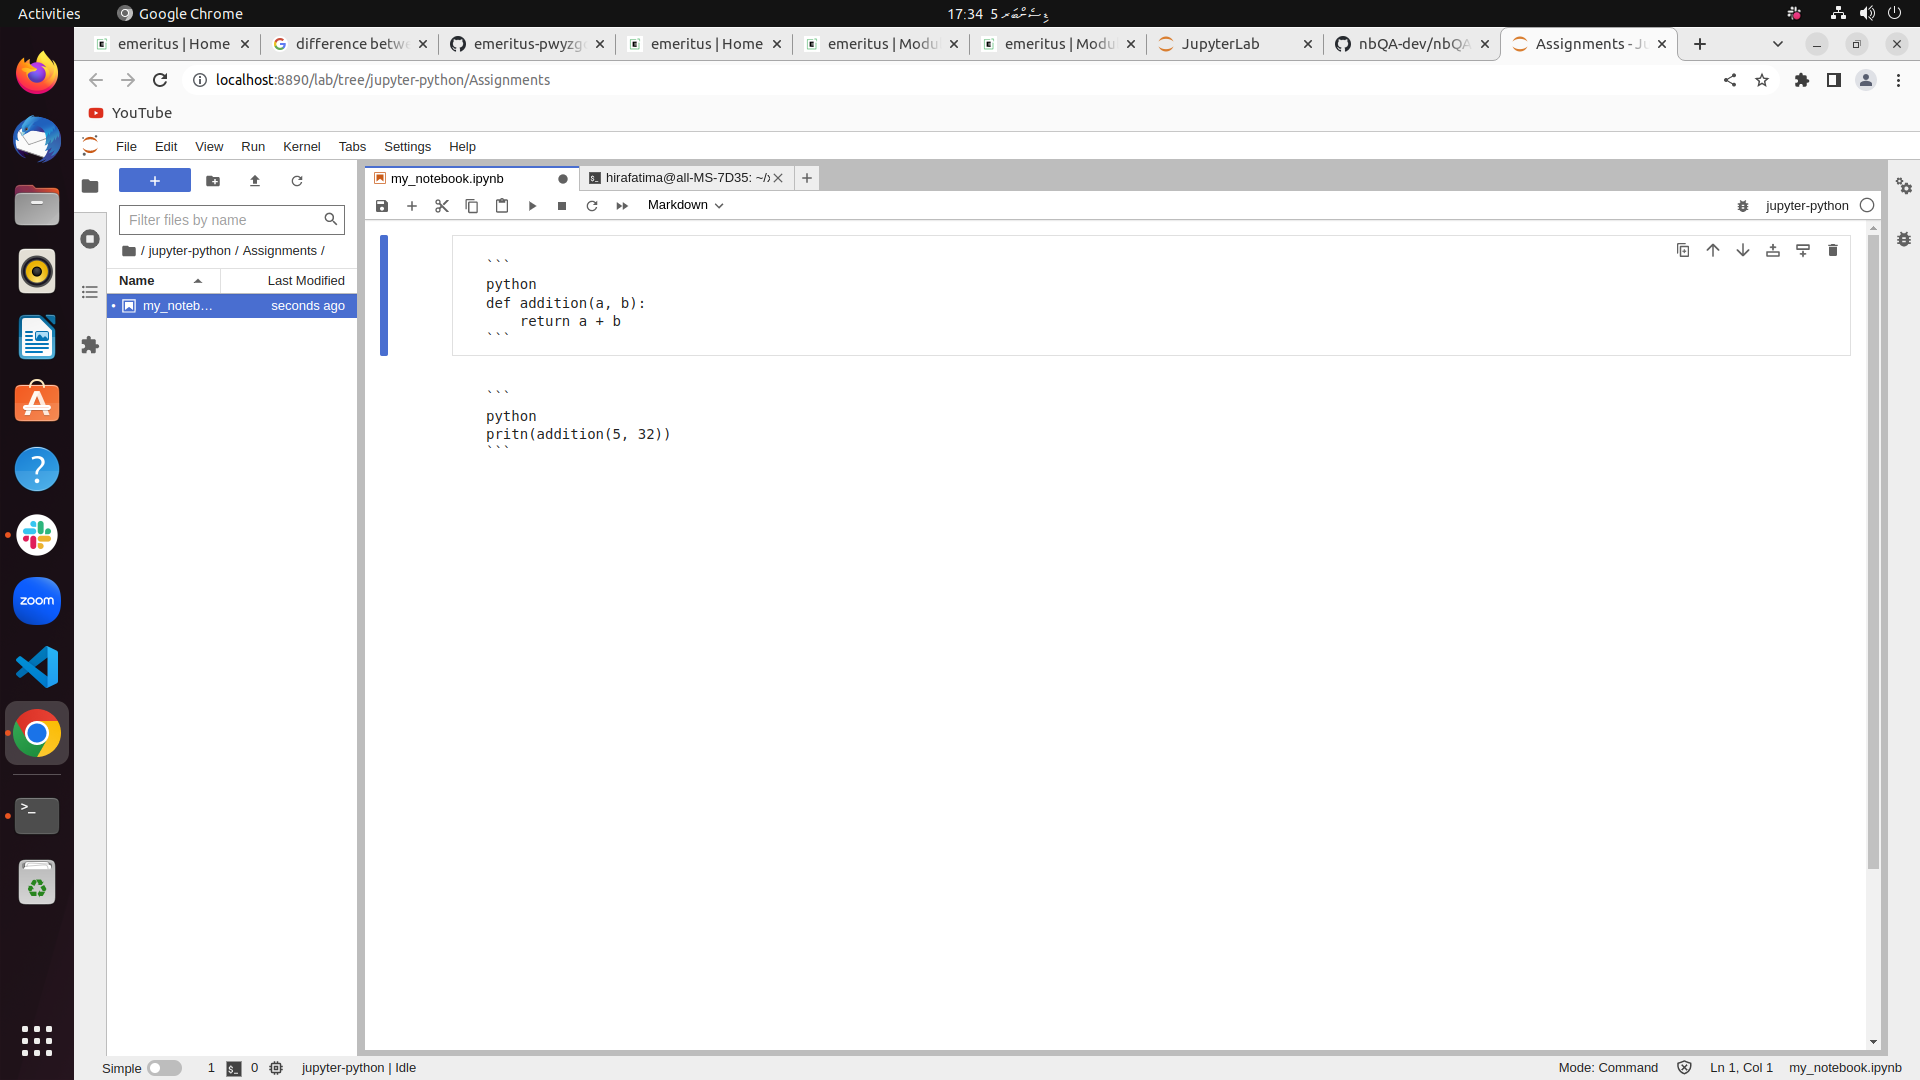 Activities
Google Chrome
17:34 5 ޑިސެންބަރ
emeritus | Home
difference betwe
emeritus-pwyzg
emeritus | Home
emeritus | Modu
emeritus | Modu
JupyterLab
nbQA-dev/nbQA
Assignments - Ju
localhost:8890/lab/tree/jupyter-python/Assignments
YouTube
File Edit View Run Kernel Tabs Settings Help
Filter files by name
/ jupyter-python / Assignments /
Name Last Modified
my_noteb… seconds ago
my_notebook.ipynb
hirafatima@all-MS-7D35: ~/x
Markdown
jupyter-python
```
python
def addition(a, b):
    return a + b
```
```
python
pritn(addition(5, 32))
```
zoom
Simple
1
0
jupyter-python | Idle
Mode: Command
Ln 1, Col 1
my_notebook.ipynb